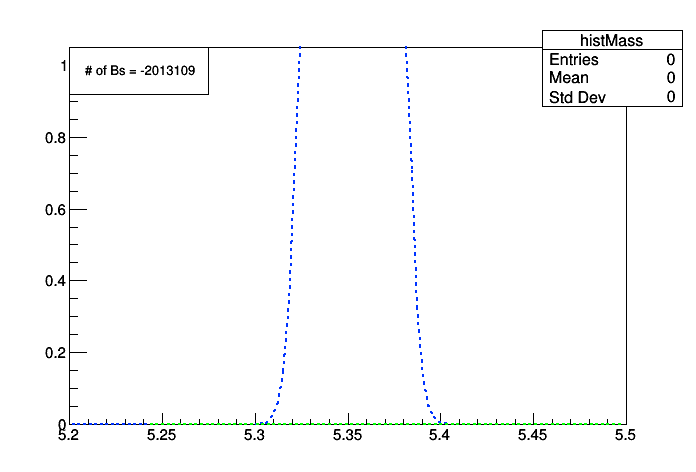 histMass
Entries 0
Mean 0
Std Dev 0
# of Bs = -2013109
1
0.8
0.6
0.4
0.2
0
5.2 5.25 5.3 5.35 5.4 5.45 5.5